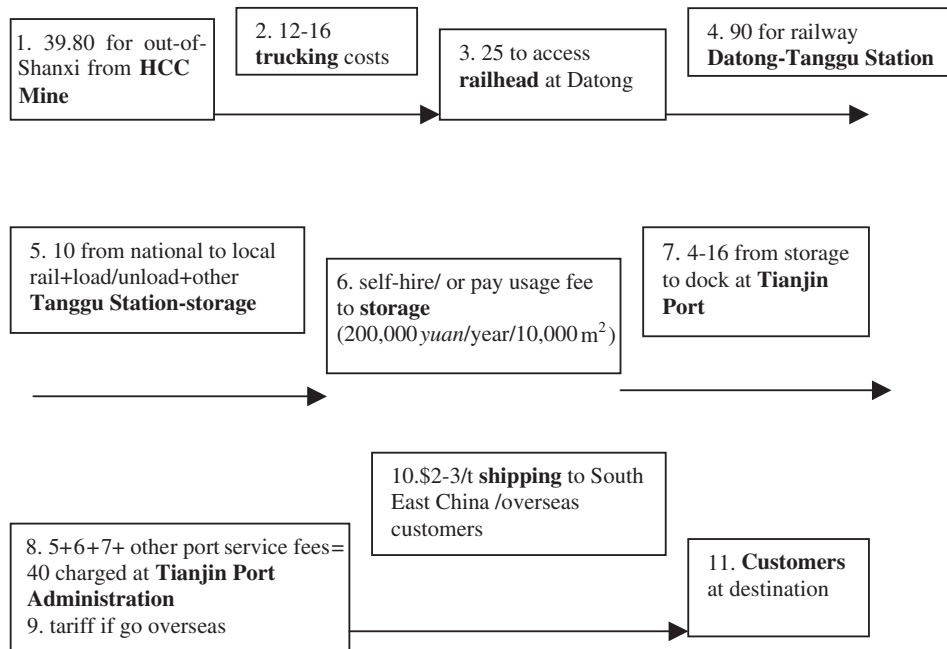 1. 39.80 for out-of-
Shanxi from HCC
Mine
2. 12-16
trucking costs
3. 25 to access
railhead at Datong
4. 90 for railway
Datong-Tanggu Station
5. 10 from national to local
rail+load/unload+other
Tanggu Station-storage
6. self-hire/ or pay usage fee
to storage
(200,000 yuan/year/10,000 m²)
7. 4-16 from storage
to dock at Tianjin
Port
8. 5+6+7+ other port service fees=
40 charged at Tianjin Port
Administration
9. tariff if go overseas
10.$2-3/t shipping to South
East China /overseas
customers
11. Customers
at destination